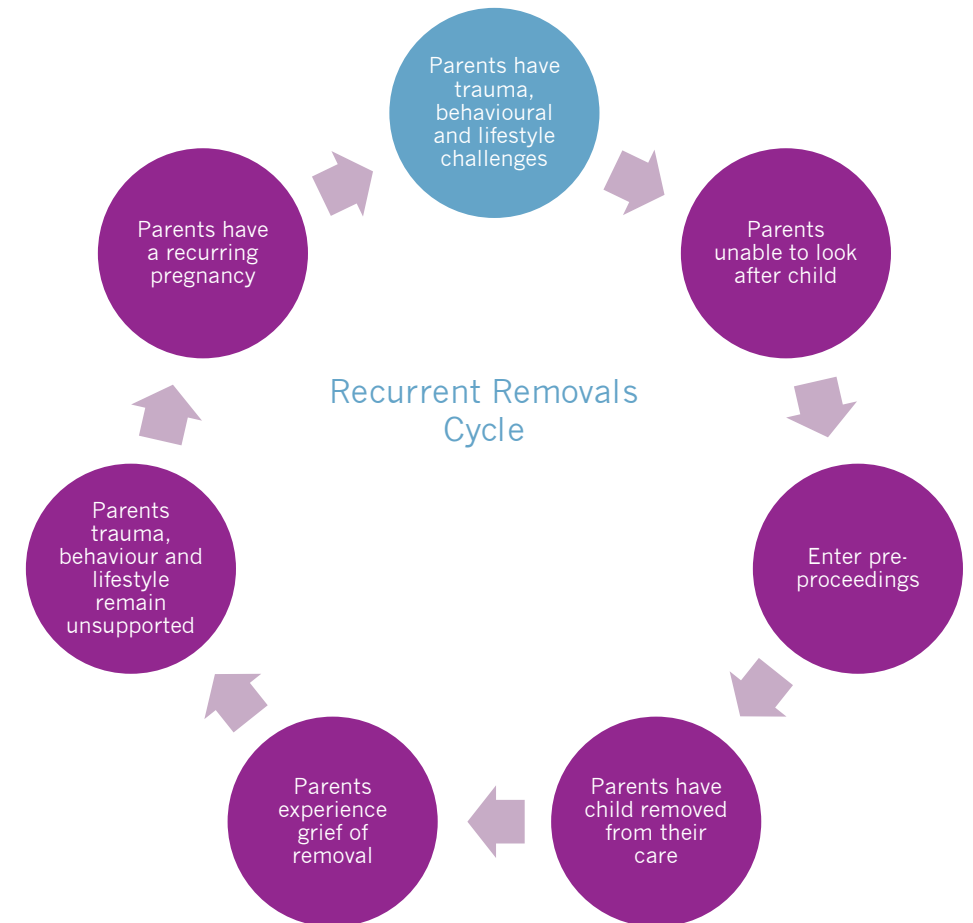 Parents have
trauma,
behavioural
and lifestyle
challenges
Parents
unable to look
after child
Enter pre-
proceedings
Parents have
child removed
from their
care
Parents
experience
grief of
removal
Parents
trauma,
behaviour and
lifestyle
remain
unsupported
Parents have
a recurring
pregnancy
Recurrent Removals
Cycle